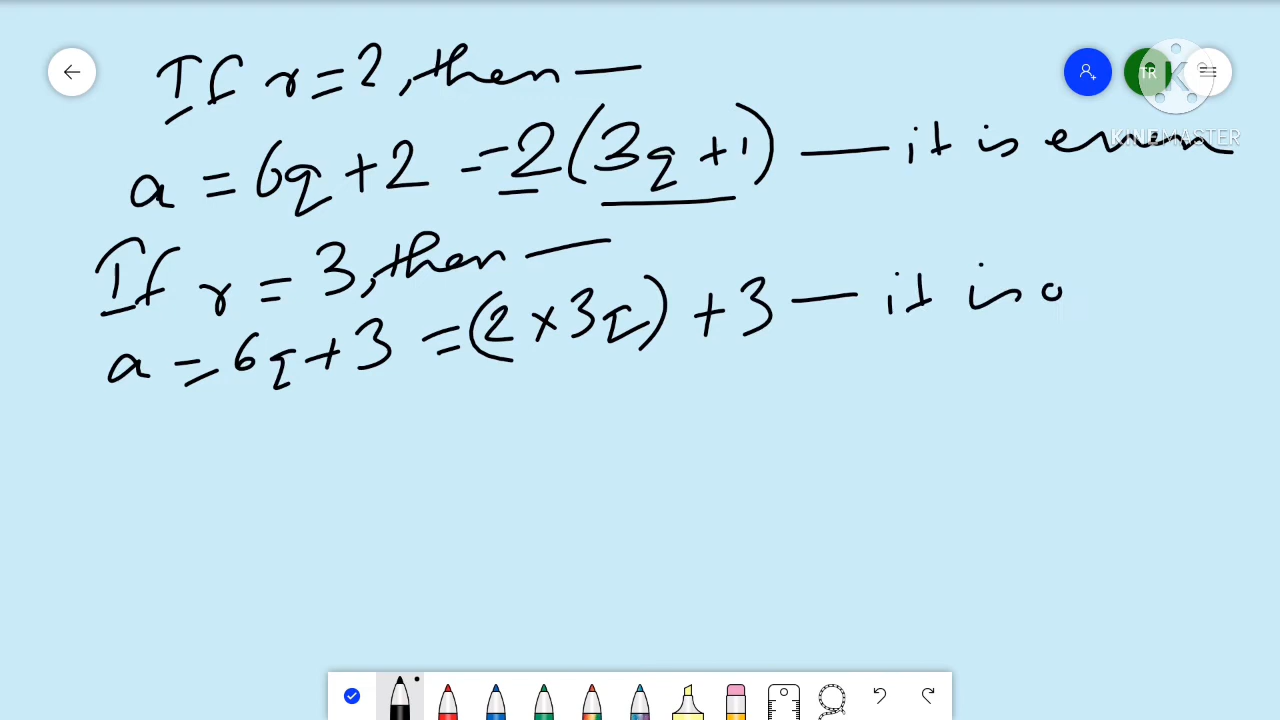 If r = 2, then —
a = 6q + 2 = 2 (3q + 1) — it is even
If r = 3, then —
a = 6q + 3 = (2 × 3q) + 3 — it is o
TR
K
KINEMASTER